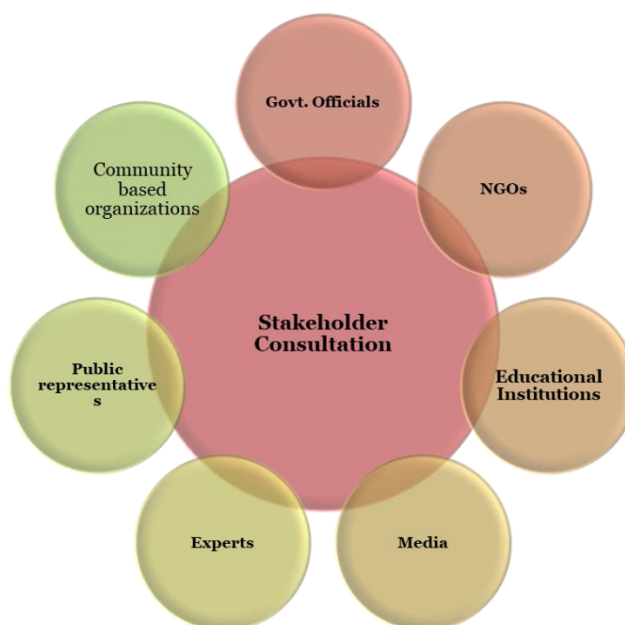 Govt. Officials
NGOs
Educational
Institutions
Media
Experts
Public
representative
s
Community
based
organizations
Stakeholder
Consultation